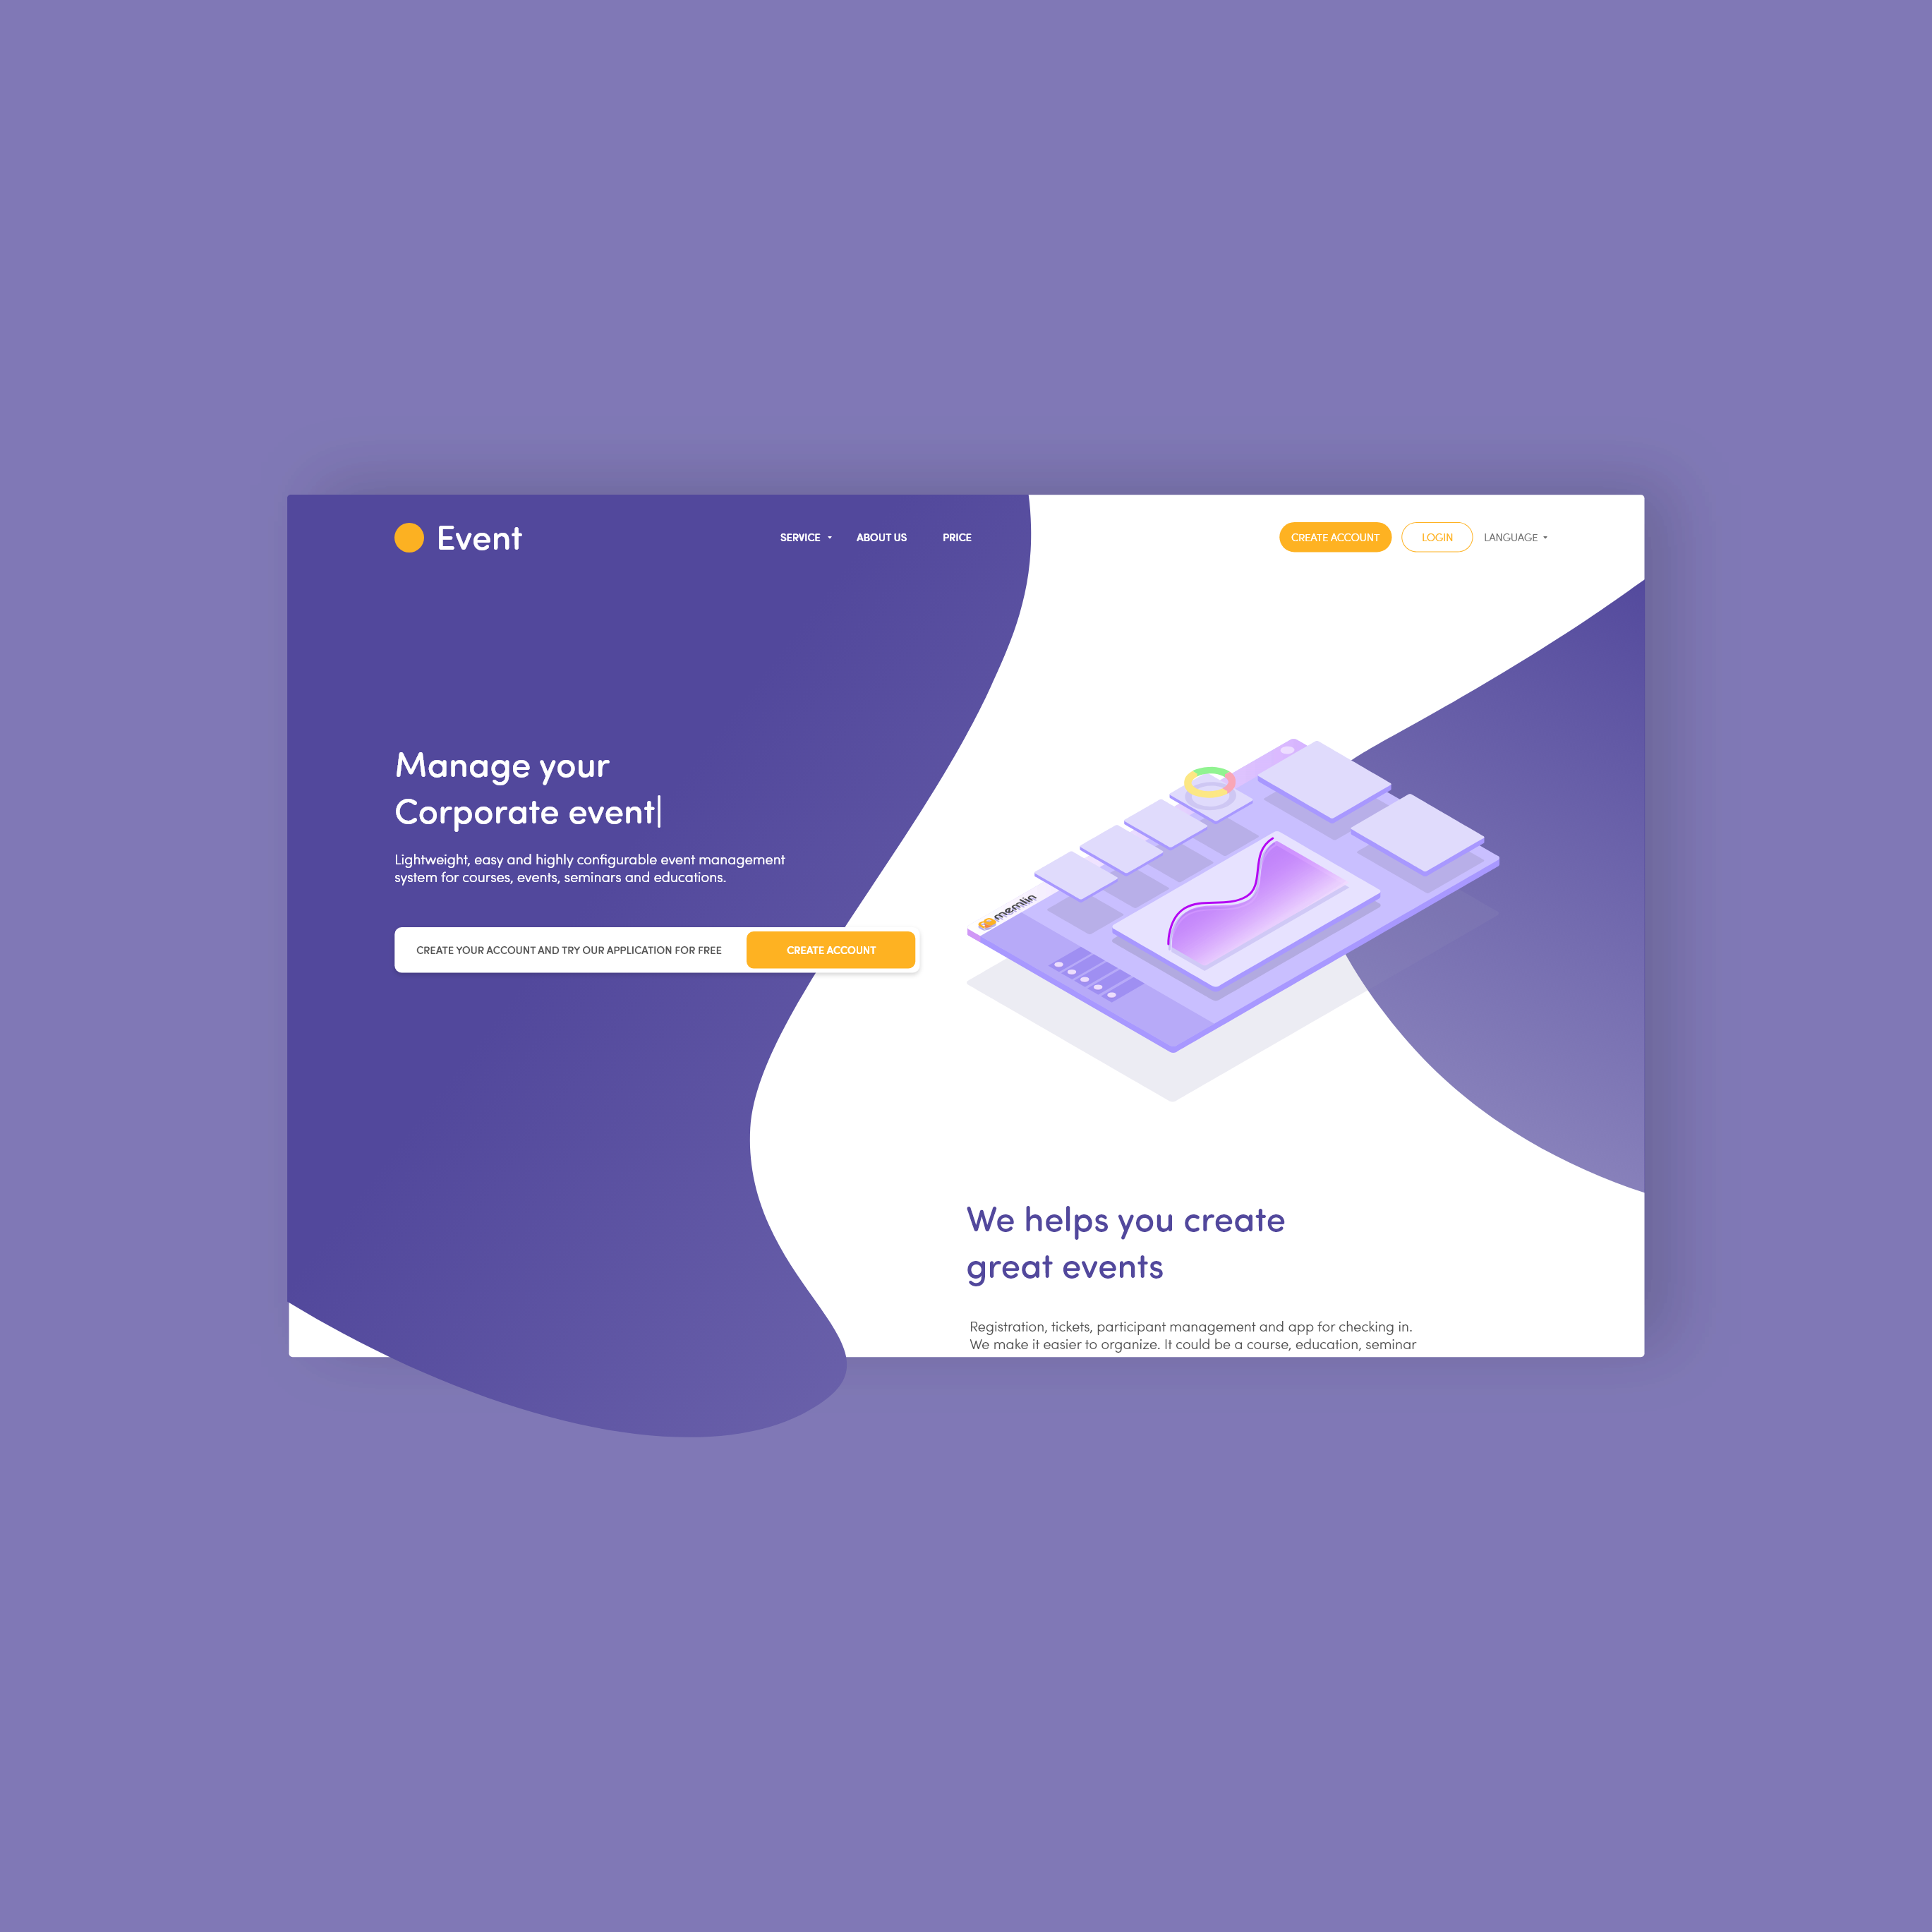 Event
SERVICE
ABOUT US
PRICE
CREATE ACCOUNT
LOGIN
LANGUAGE
Manage your
Corporate event
Lightweight, easy and highly configurable event management
system for courses, events, seminars and educations.
CREATE YOUR ACCOUNT AND TRY OUR APPLICATION FOR FREE
CREATE ACCOUNT
memlin
We helps you create
great events
Registration, tickets, participant management and app for checking in.
We make it easier to organize. It could be a course, education, seminar